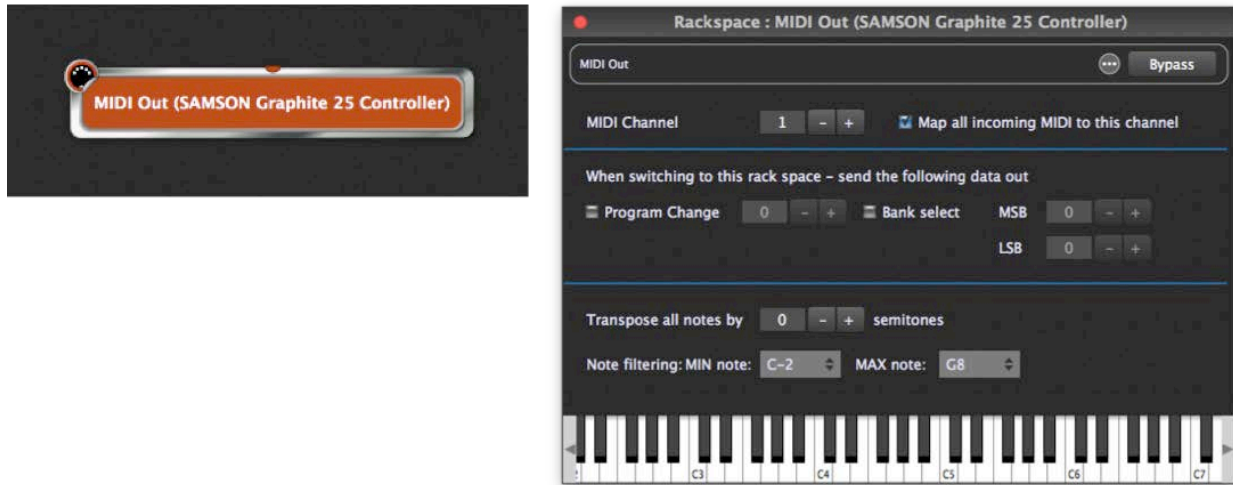 MIDI Out (SAMSON Graphite 25 Controller)
Rackspace : MIDI Out (SAMSON Graphite 25 Controller)
MIDI Out
Bypass
MIDI Channel 1 - + Map all incoming MIDI to this channel
When switching to this rack space – send the following data out
Program Change 0 - + Bank select MSB 0 - +
LSB 0 - +
Transpose all notes by 0 - + semitones
Note filtering: MIN note: C-2 MAX note: G8
C3 C4 C5 C6 C7